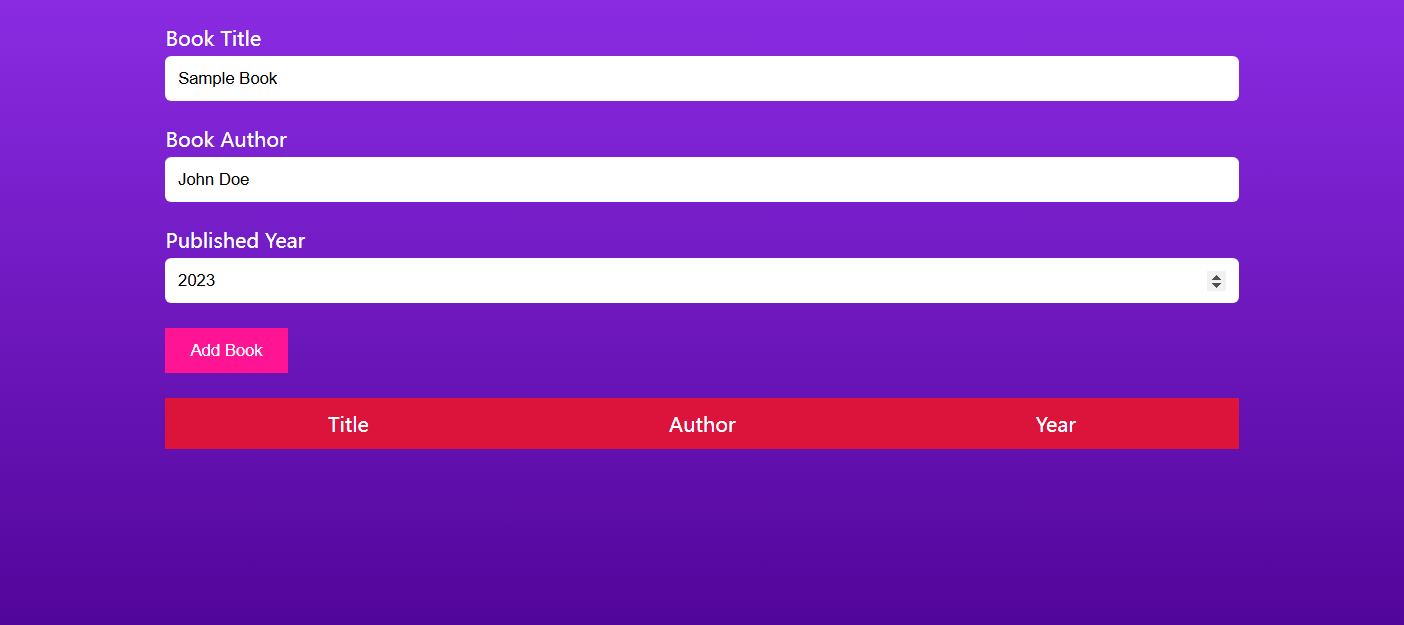 Book Title
Sample Book
Book Author
John Doe
Published Year
2023
Add Book
Title Author Year